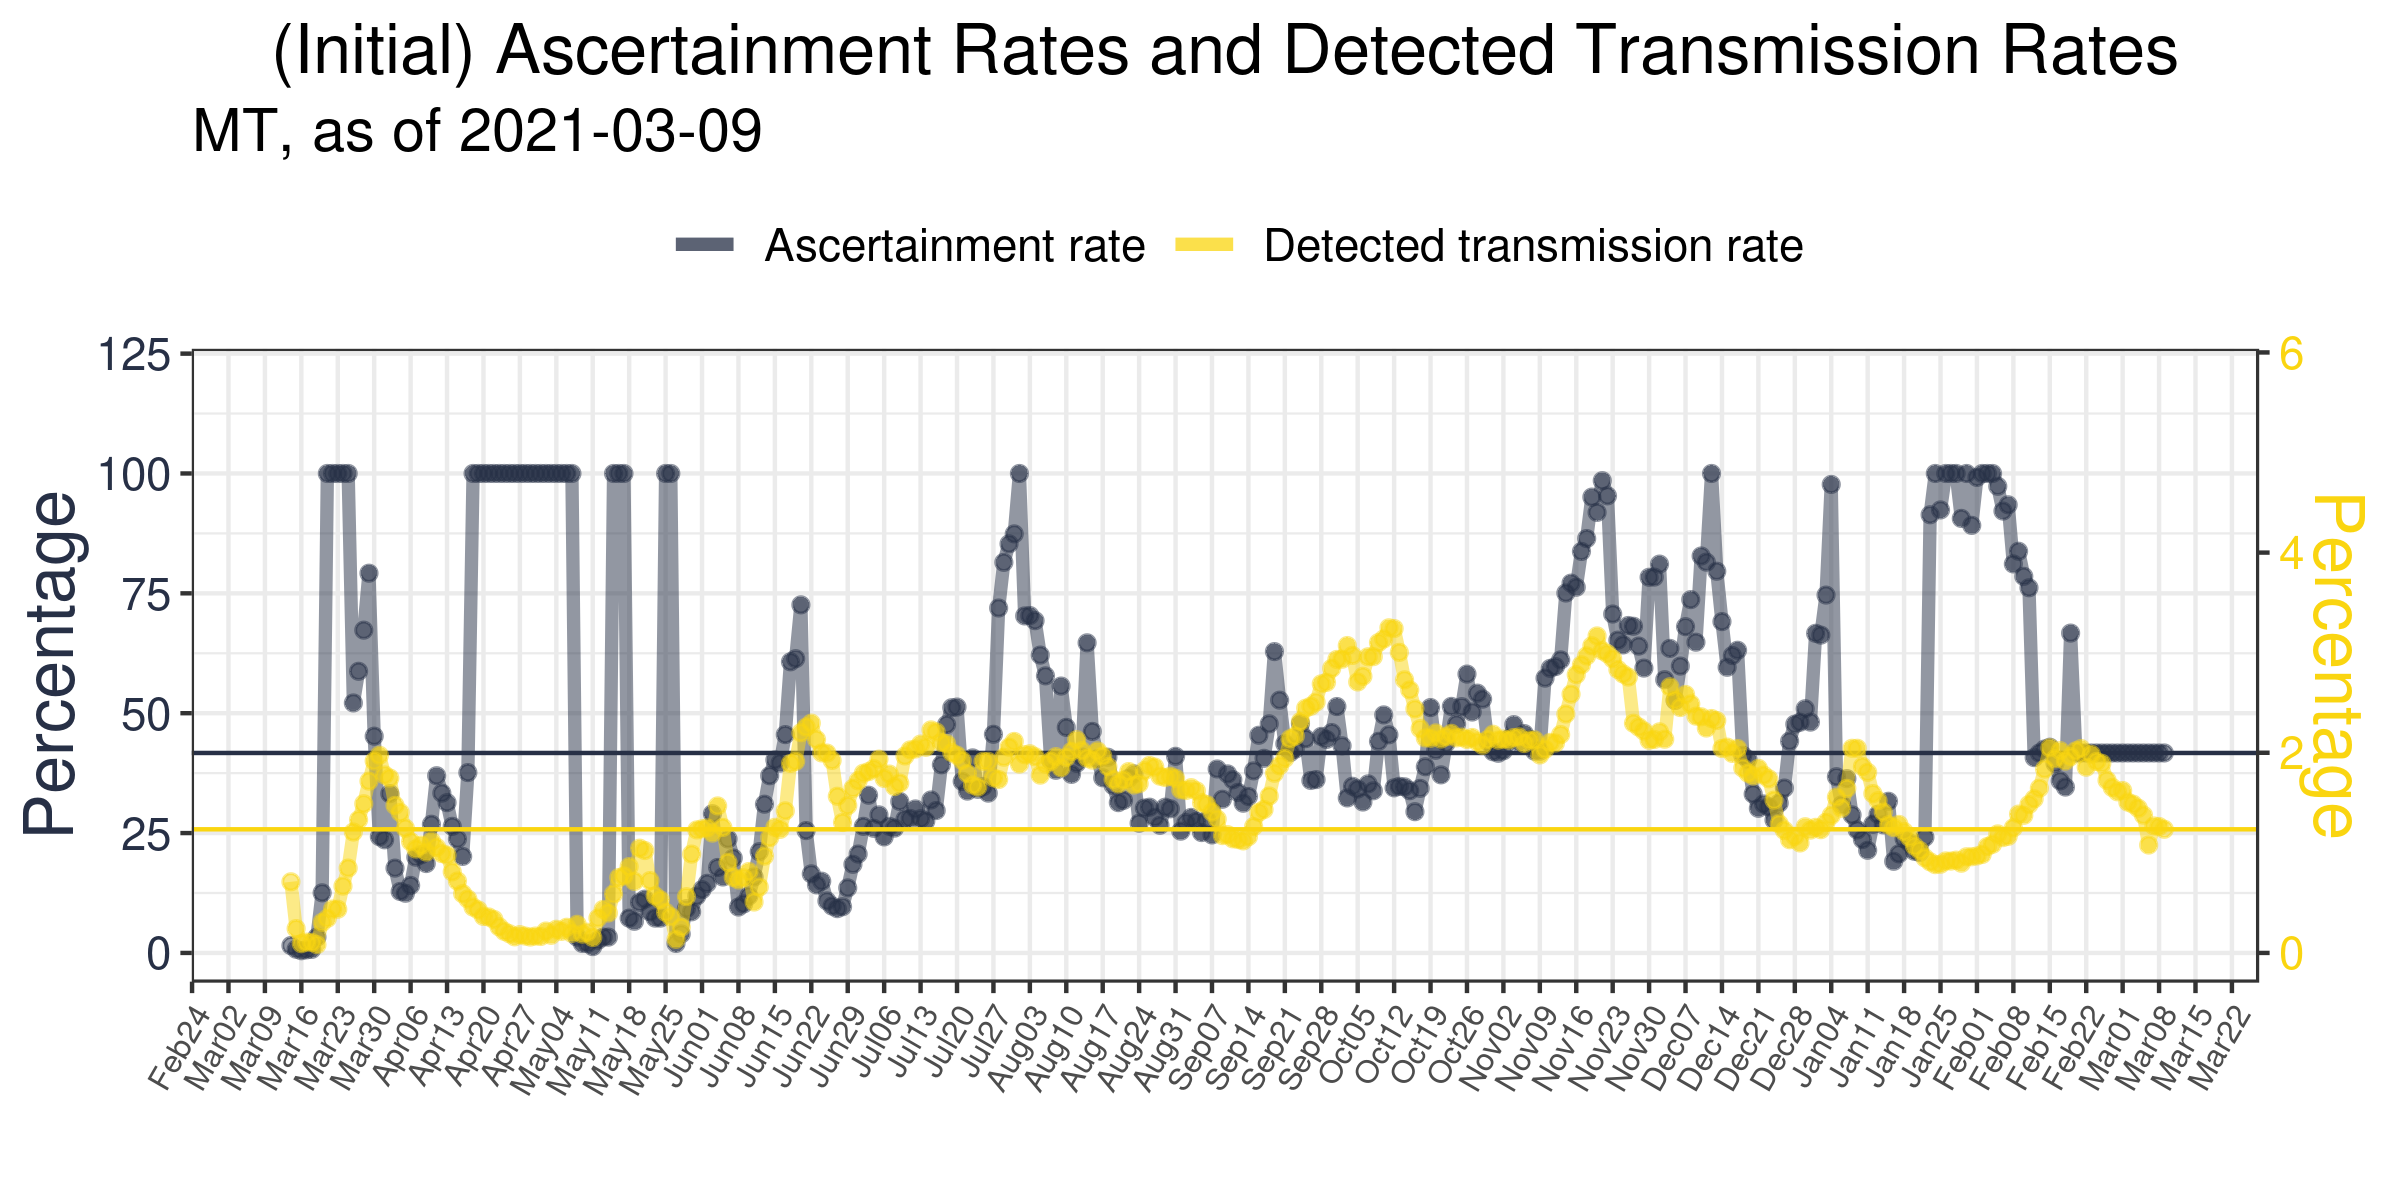 (Initial) Ascertainment Rates and Detected Transmission Rates
MT, as of 2021-03-09
Ascertainment rate Detected transmission rate
125
100
75
50
25
0
Percentage
6
4
2
0
Percentage
Feb24 Mar02 Mar09 Mar16 Mar23 Mar30 Apr06 Apr13 Apr20 Apr27 May04 May11 May18 May25 Jun01 Jun08 Jun15 Jun22 Jun29 Jul06 Jul13 Jul20 Jul27 Aug03 Aug10 Aug17 Aug24 Aug31 Sep07 Sep14 Sep21 Sep28 Oct05 Oct12 Oct19 Oct26 Nov02 Nov09 Nov16 Nov23 Nov30 Dec07 Dec14 Dec21 Dec28 Jan04 Jan11 Jan18 Jan25 Feb01 Feb08 Feb15 Feb22 Mar01 Mar08 Mar15 Mar22